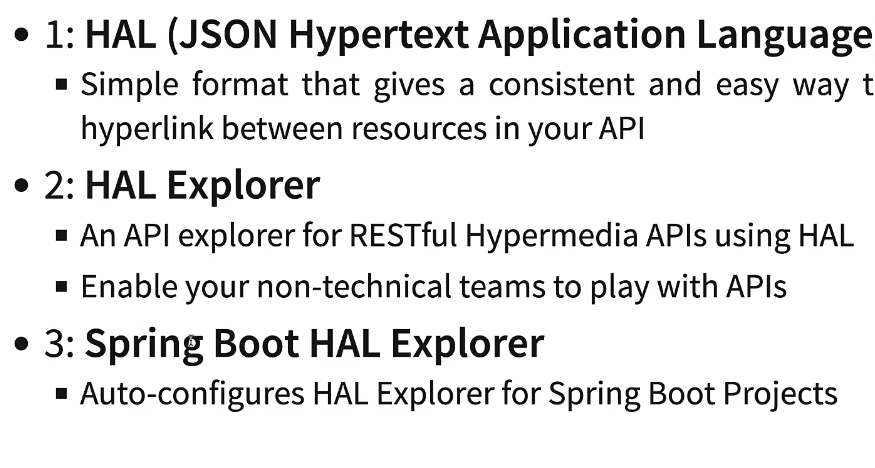 • 1: HAL (JSON Hypertext Application Language
▪ Simple format that gives a consistent and easy way t
hyperlink between resources in your API
• 2: HAL Explorer
▪ An API explorer for RESTful Hypermedia APIs using HAL
▪ Enable your non-technical teams to play with APIs
• 3: Spring Boot HAL Explorer
▪ Auto-configures HAL Explorer for Spring Boot Projects